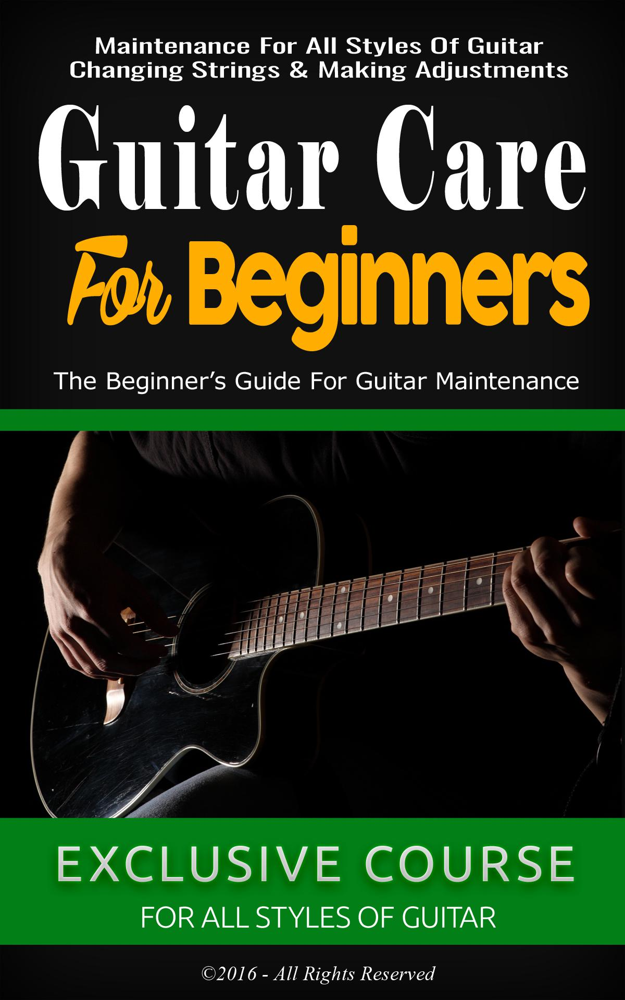 Maintenance For All Styles Of Guitar
Changing Strings & Making Adjustments
Guitar Care
For Beginners
The Beginner’s Guide For Guitar Maintenance
EXCLUSIVE COURSE
FOR ALL STYLES OF GUITAR
©2016 - All Rights Reserved